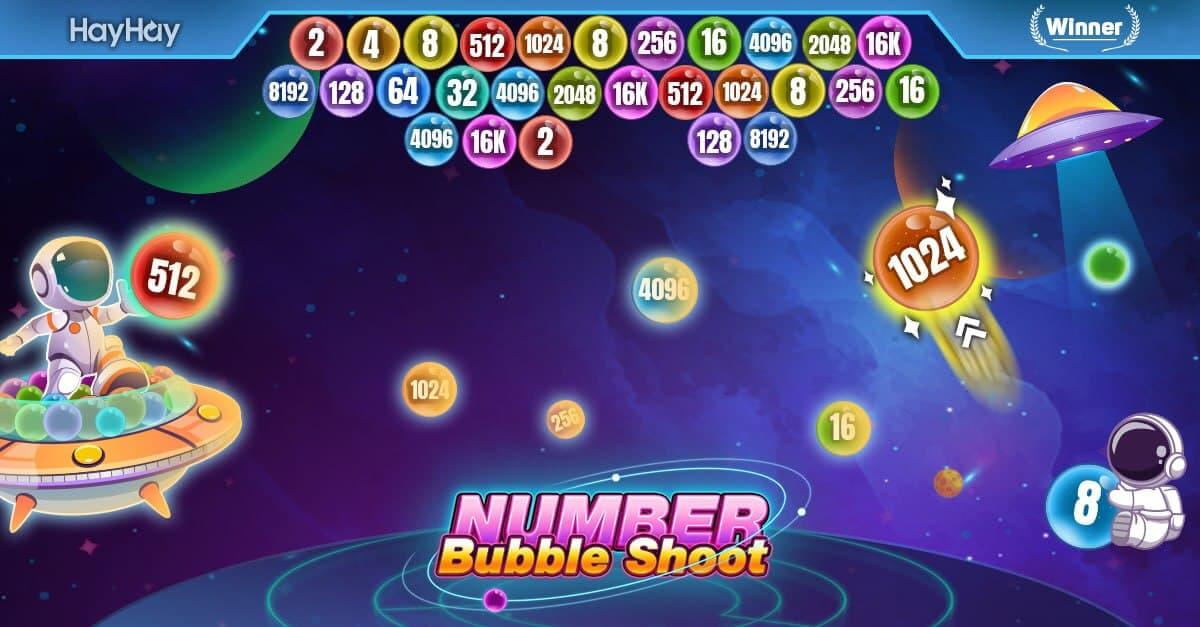 HayHay
Winner
2 4 8 512 1024 8 256 16 4096 2048 16K
8192 128 64 32 4096 2048 16K 512 1024 8 256 16
4096 16K 2 128 8192
512
1024
4096
1024
256
16
8
NUMBER
Bubble Shoot